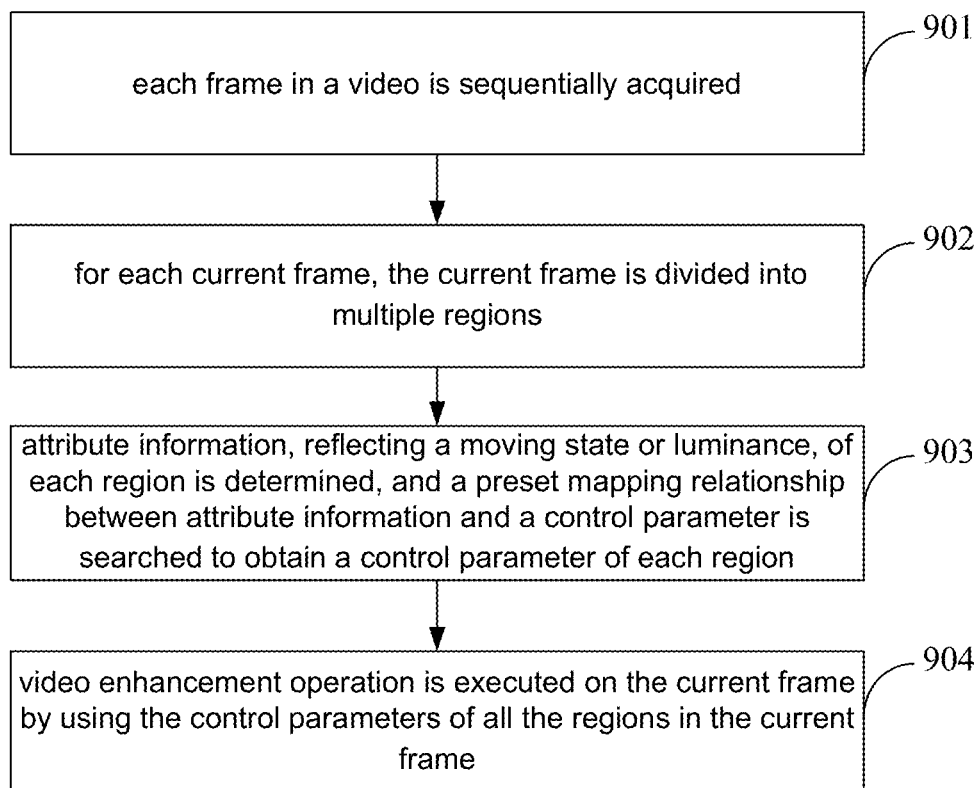 901
each frame in a video is sequentially acquired
902
for each current frame, the current frame is divided into
multiple regions
903
attribute information, reflecting a moving state or luminance, of
each region is determined, and a preset mapping relationship
between attribute information and a control parameter is
searched to obtain a control parameter of each region
904
video enhancement operation is executed on the current frame
by using the control parameters of all the regions in the current
frame